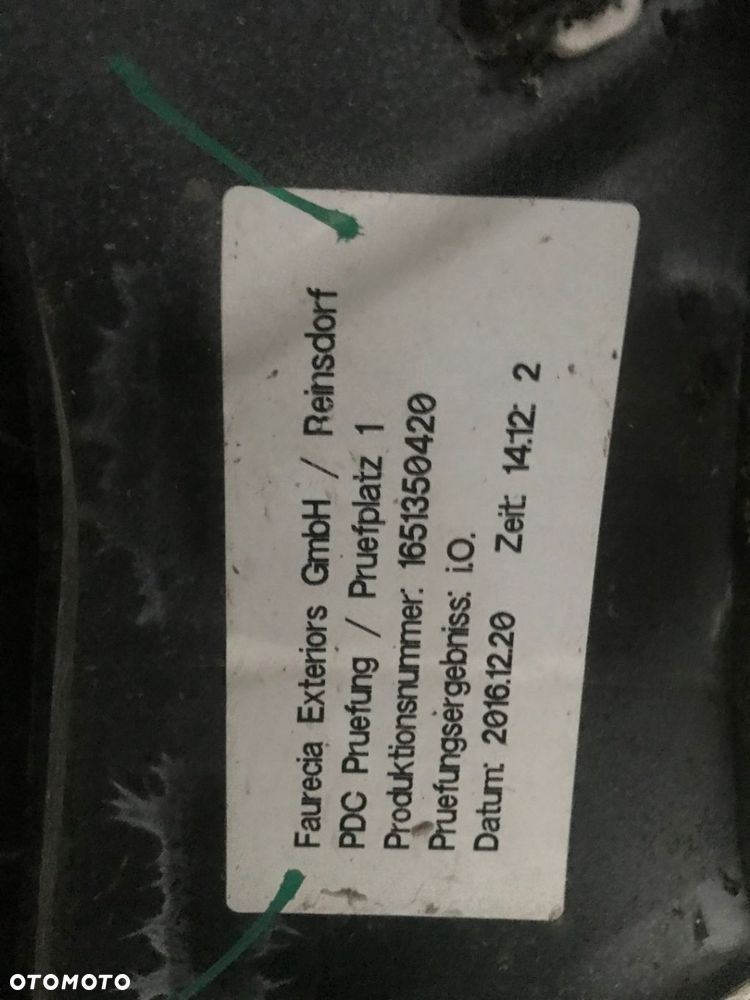 Faurecia Exteriors GmbH / Reinsdorf
PDC Pruefung / Pruefplatz 1
Produktionsnummer: 1651350420
Pruefungsergebniss: i.O.
Datum: 2016.12.20 Zeit: 14:12: 2
OTOMOTO